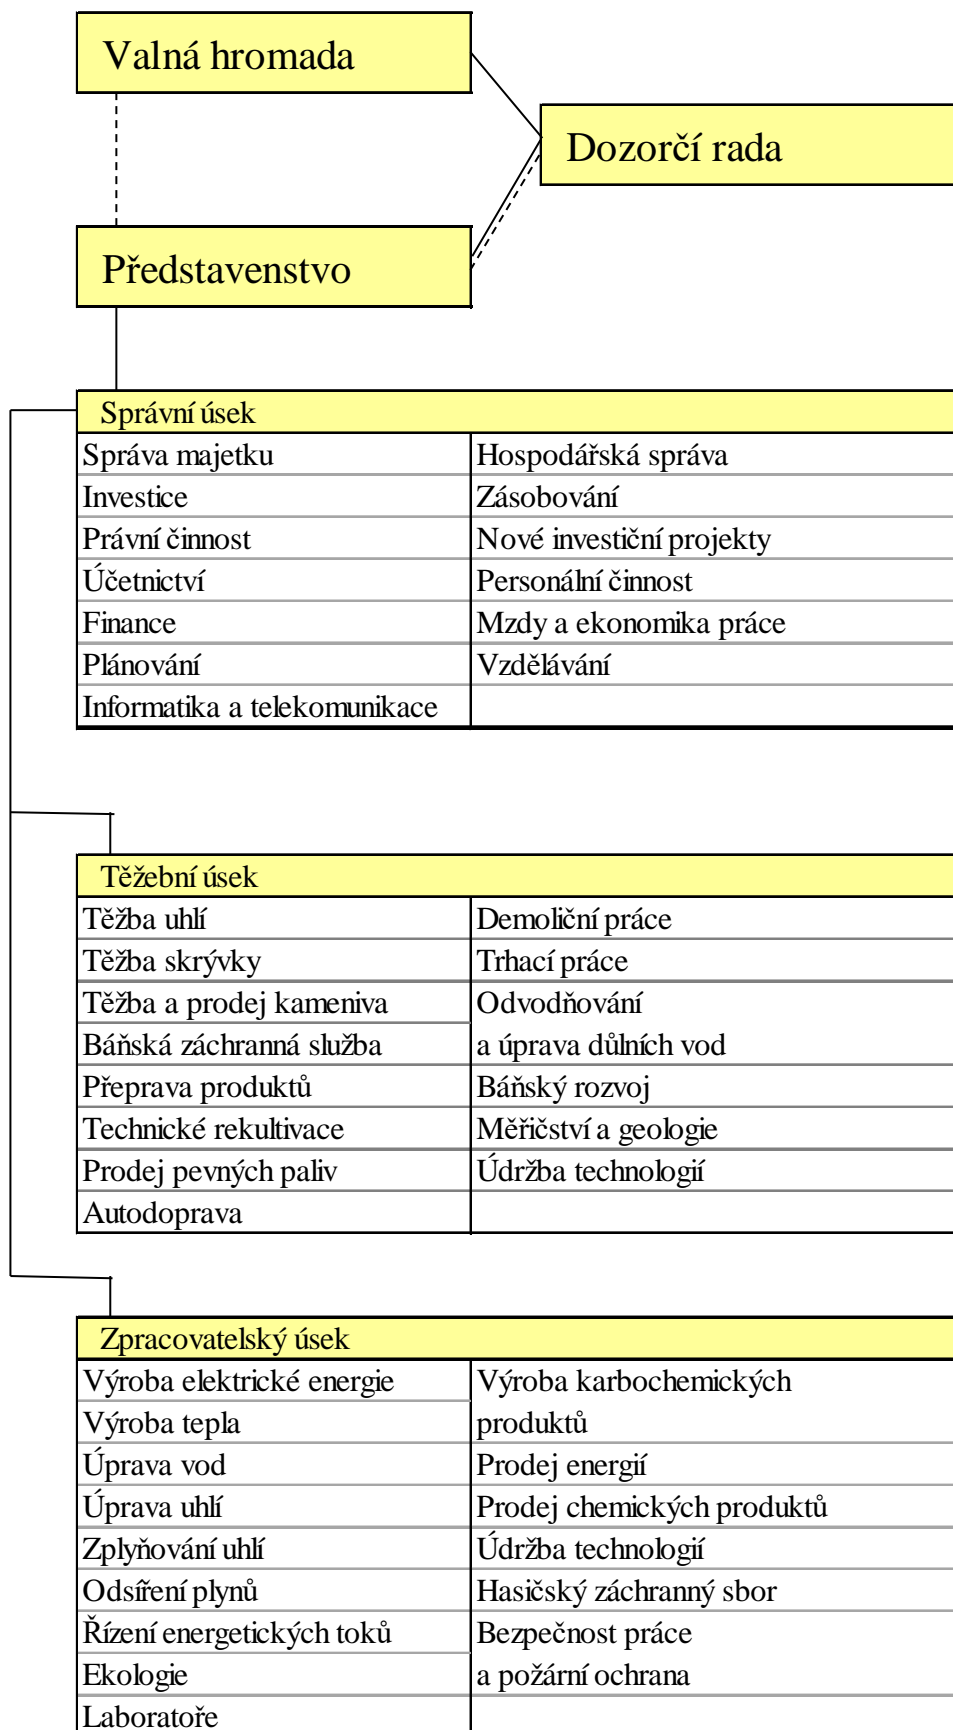 Valná hromada
Dozorčí rada
Představenstvo
Správní úsek
Správa majetku
Hospodářská správa
Investice
Zásobování
Právní činnost
Nové investiční projekty
Účetnictví
Personální činnost
Finance
Mzdy a ekonomika práce
Plánování
Vzdělávání
Informatika a telekomunikace
Těžební úsek
Těžba uhlí
Demoliční práce
Těžba skrývky
Trhací práce
Těžba a prodej kameniva
Odvodňování
Báňská záchranná služba
a úprava důlních vod
Přeprava produktů
Báňský rozvoj
Technické rekultivace
Měřičství a geologie
Prodej pevných paliv
Údržba technologií
Autodoprava
Zpracovatelský úsek
Výroba elektrické energie
Výroba karbochemických
Výroba tepla
produktů
Úprava vod
Prodej energií
Úprava uhlí
Prodej chemických produktů
Zplyňování uhlí
Údržba technologií
Odsíření plynů
Hasičský záchranný sbor
Řízení energetických toků
Bezpečnost práce
Ekologie
a požární ochrana
Laboratoře